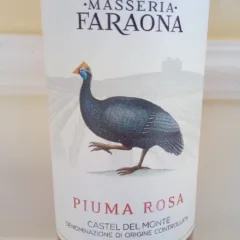 MASSERIA
FARAONA
PIUMA ROSA
CASTEL DEL MONTE
DENOMINAZIONE DI ORIGINE CONTROLLATA